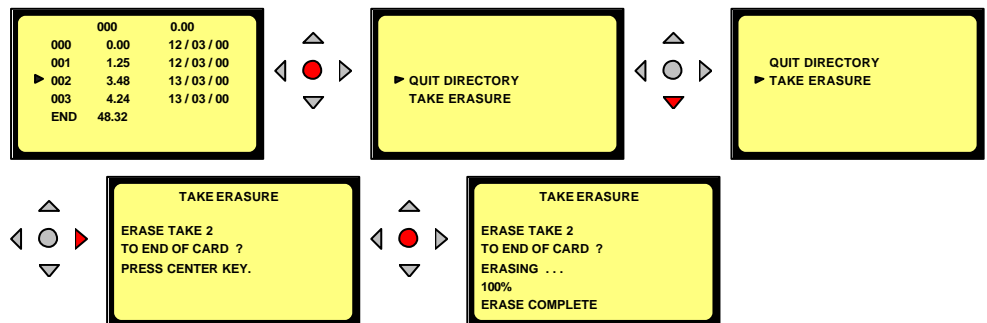 000 0.00
000 0.00 12 / 03 / 00
001 1.25 12 / 03 / 00
002 3.48 13 / 03 / 00
003 4.24 13 / 03 / 00
END 48.32
QUIT DIRECTORY
TAKE ERASURE
QUIT DIRECTORY
TAKE ERASURE
TAKE ERASURE
ERASE TAKE 2
TO END OF CARD ?
PRESS CENTER KEY.
TAKE ERASURE
ERASE TAKE 2
TO END OF CARD ?
ERASING . . .
100%
ERASE COMPLETE